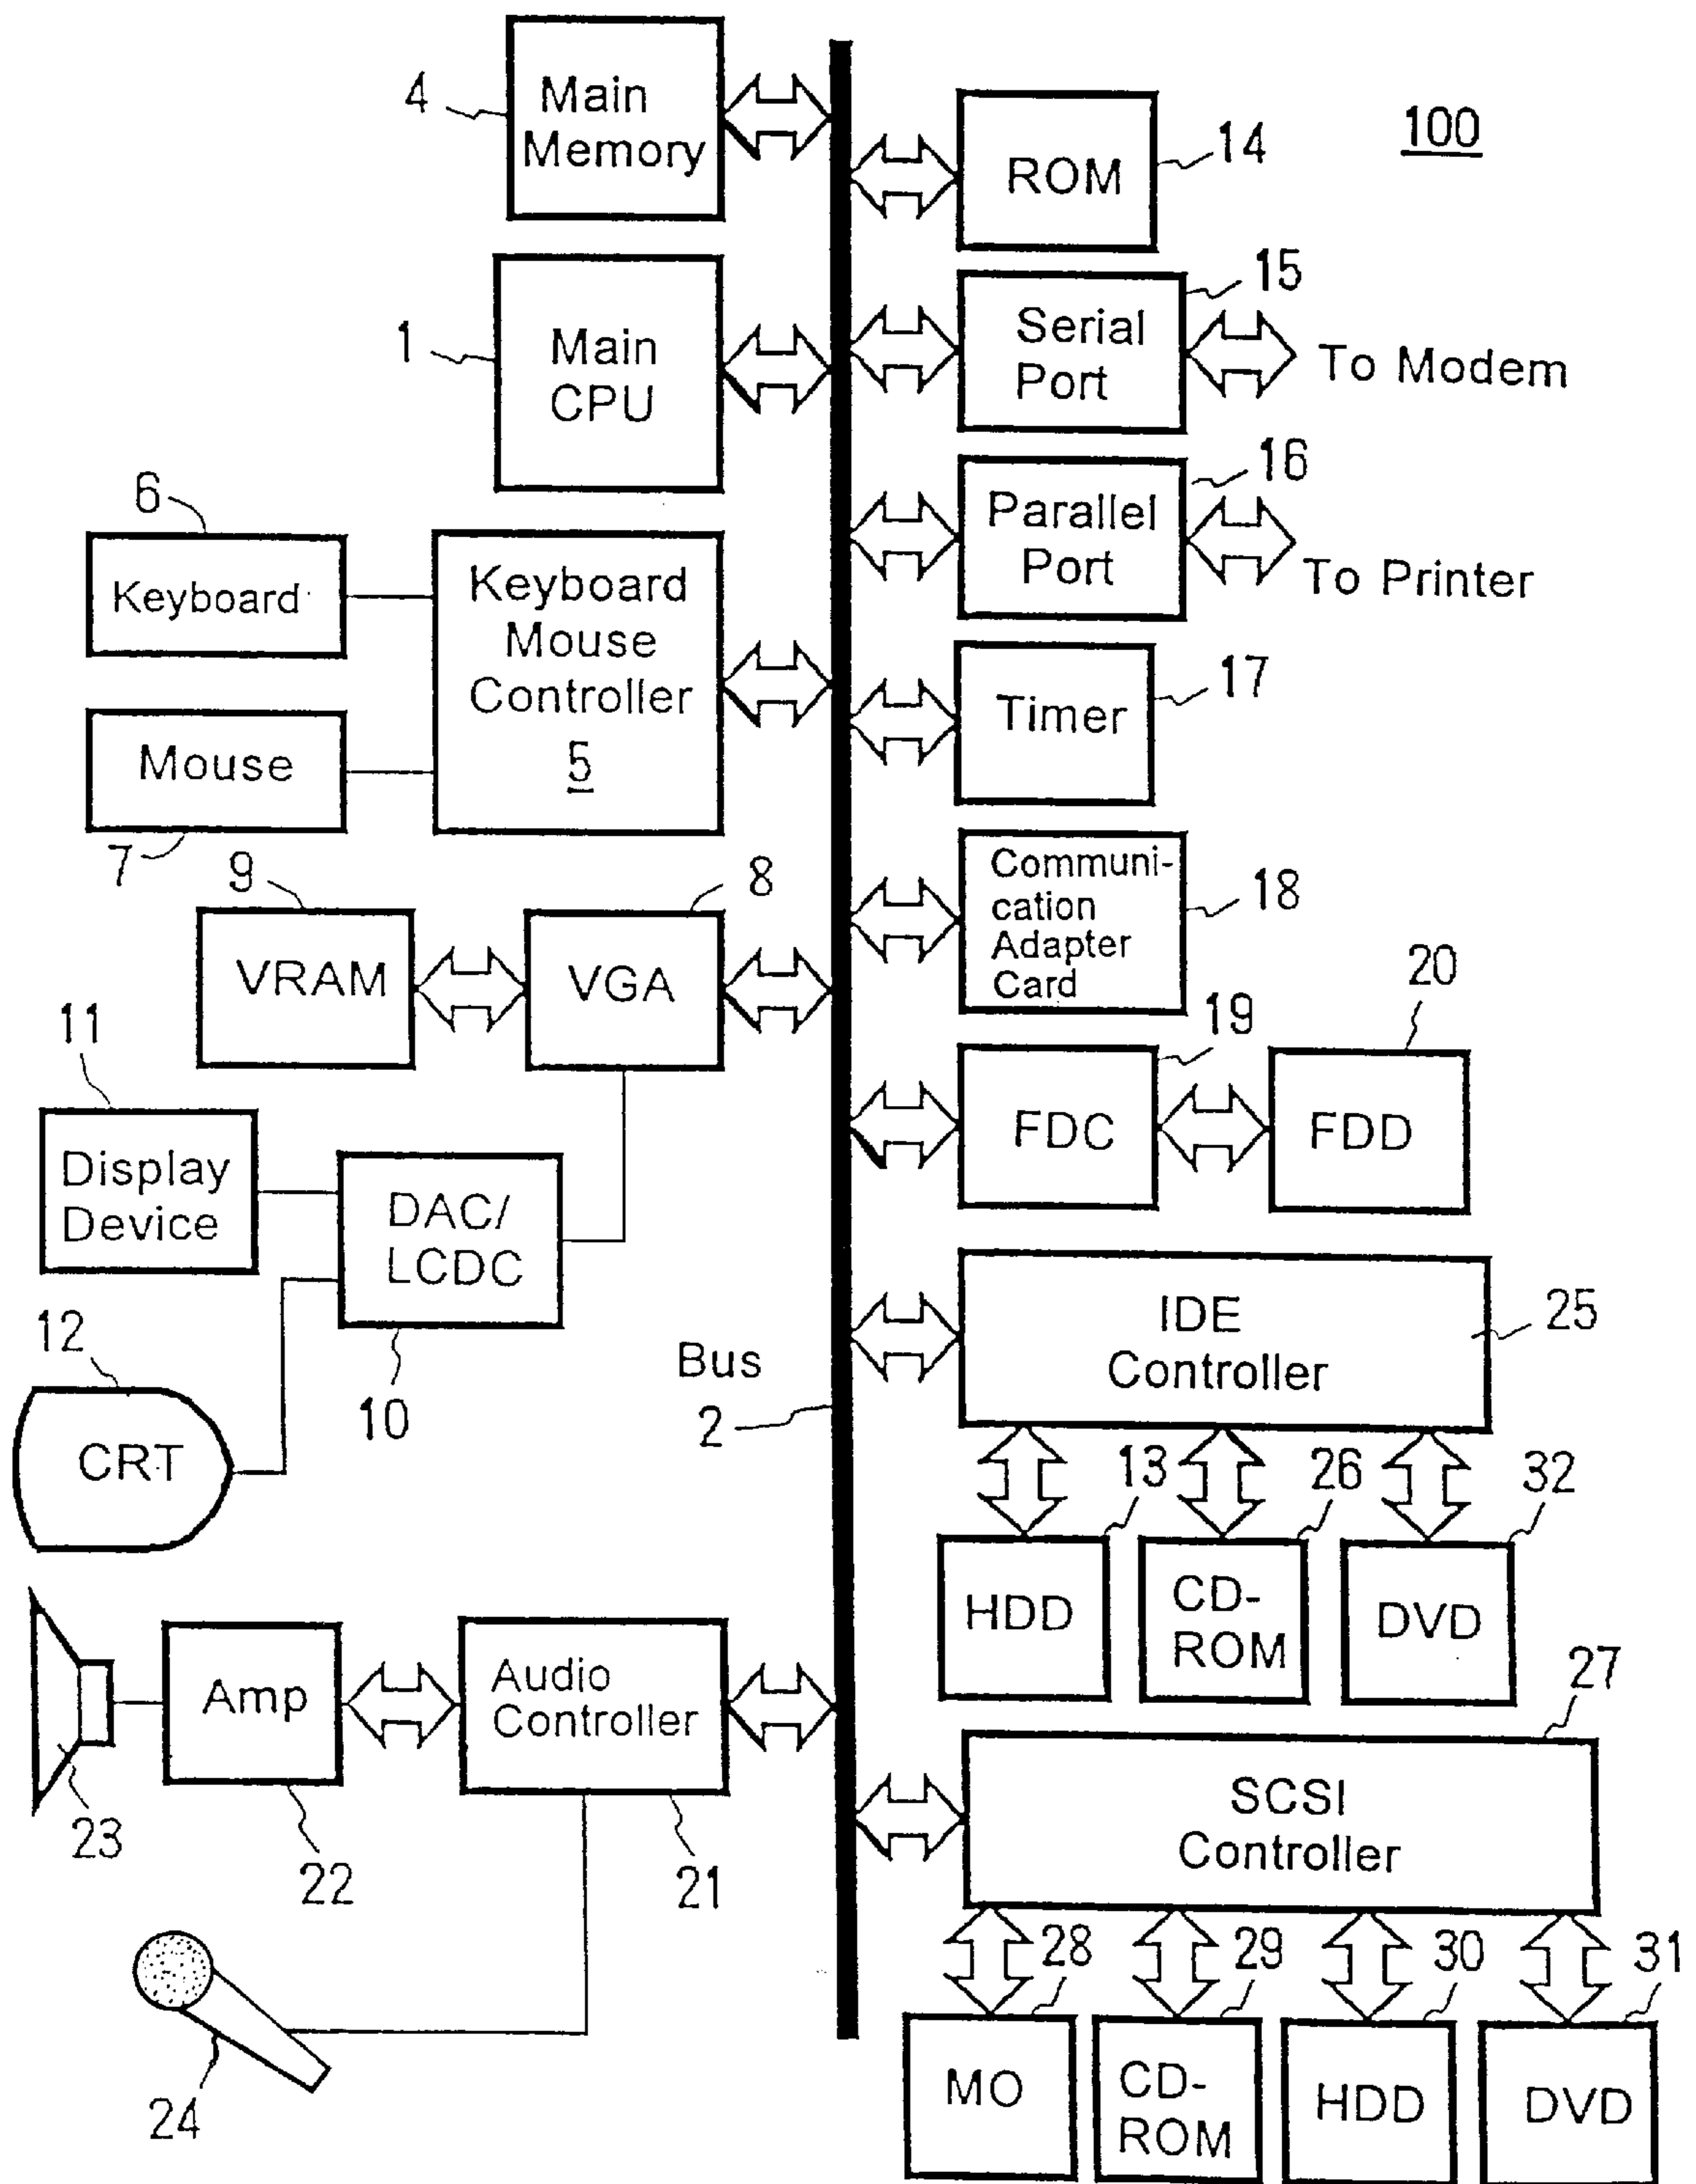 100
4
Main
Memory
1
Main
CPU
6
Keyboard
Keyboard
Mouse
Controller
5
Mouse
7
9
VRAM
8
VGA
11
Display
Device
DAC/
LCDC
10
12
CRT
Bus
2
Amp
22
23
Audio
Controller
21
24
ROM
14
15
Serial
Port
To Modem
16
Parallel
Port
To Printer
Timer
17
Communi-
cation
Adapter
Card
18
19
FDC
20
FDD
IDE
Controller
25
13
HDD
26
CD-
ROM
32
DVD
27
SCSI
Controller
28
MO
29
CD-
ROM
30
HDD
31
DVD